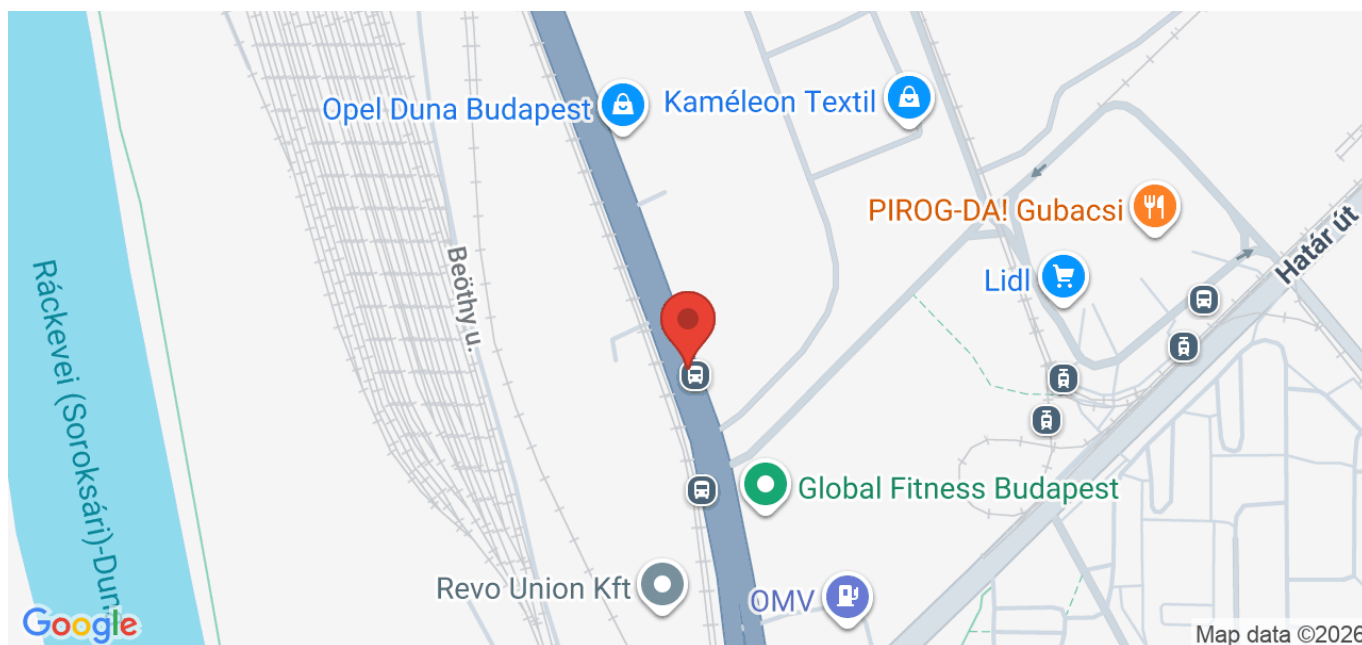 Opel Duna Budapest
Kaméleon Textil
PIROG-DA! Gubacsi
Határ út
Beöthy u.
Lidl
Ráckevei (Soroksári)-Duna
Global Fitness Budapest
Revo Union Kft
OMV
Google
Map data ©2026